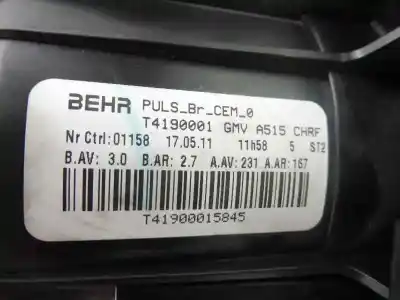 BEHR PULS_Br_CEM_0
T4190001 GMV A515 CHRF
Nr Ctrl:01158 17.05.11 11h58 5 ST2
B.AV: 3.0 B.AR: 2.7 A.AV: 231 A.AR: 167
T41900015845